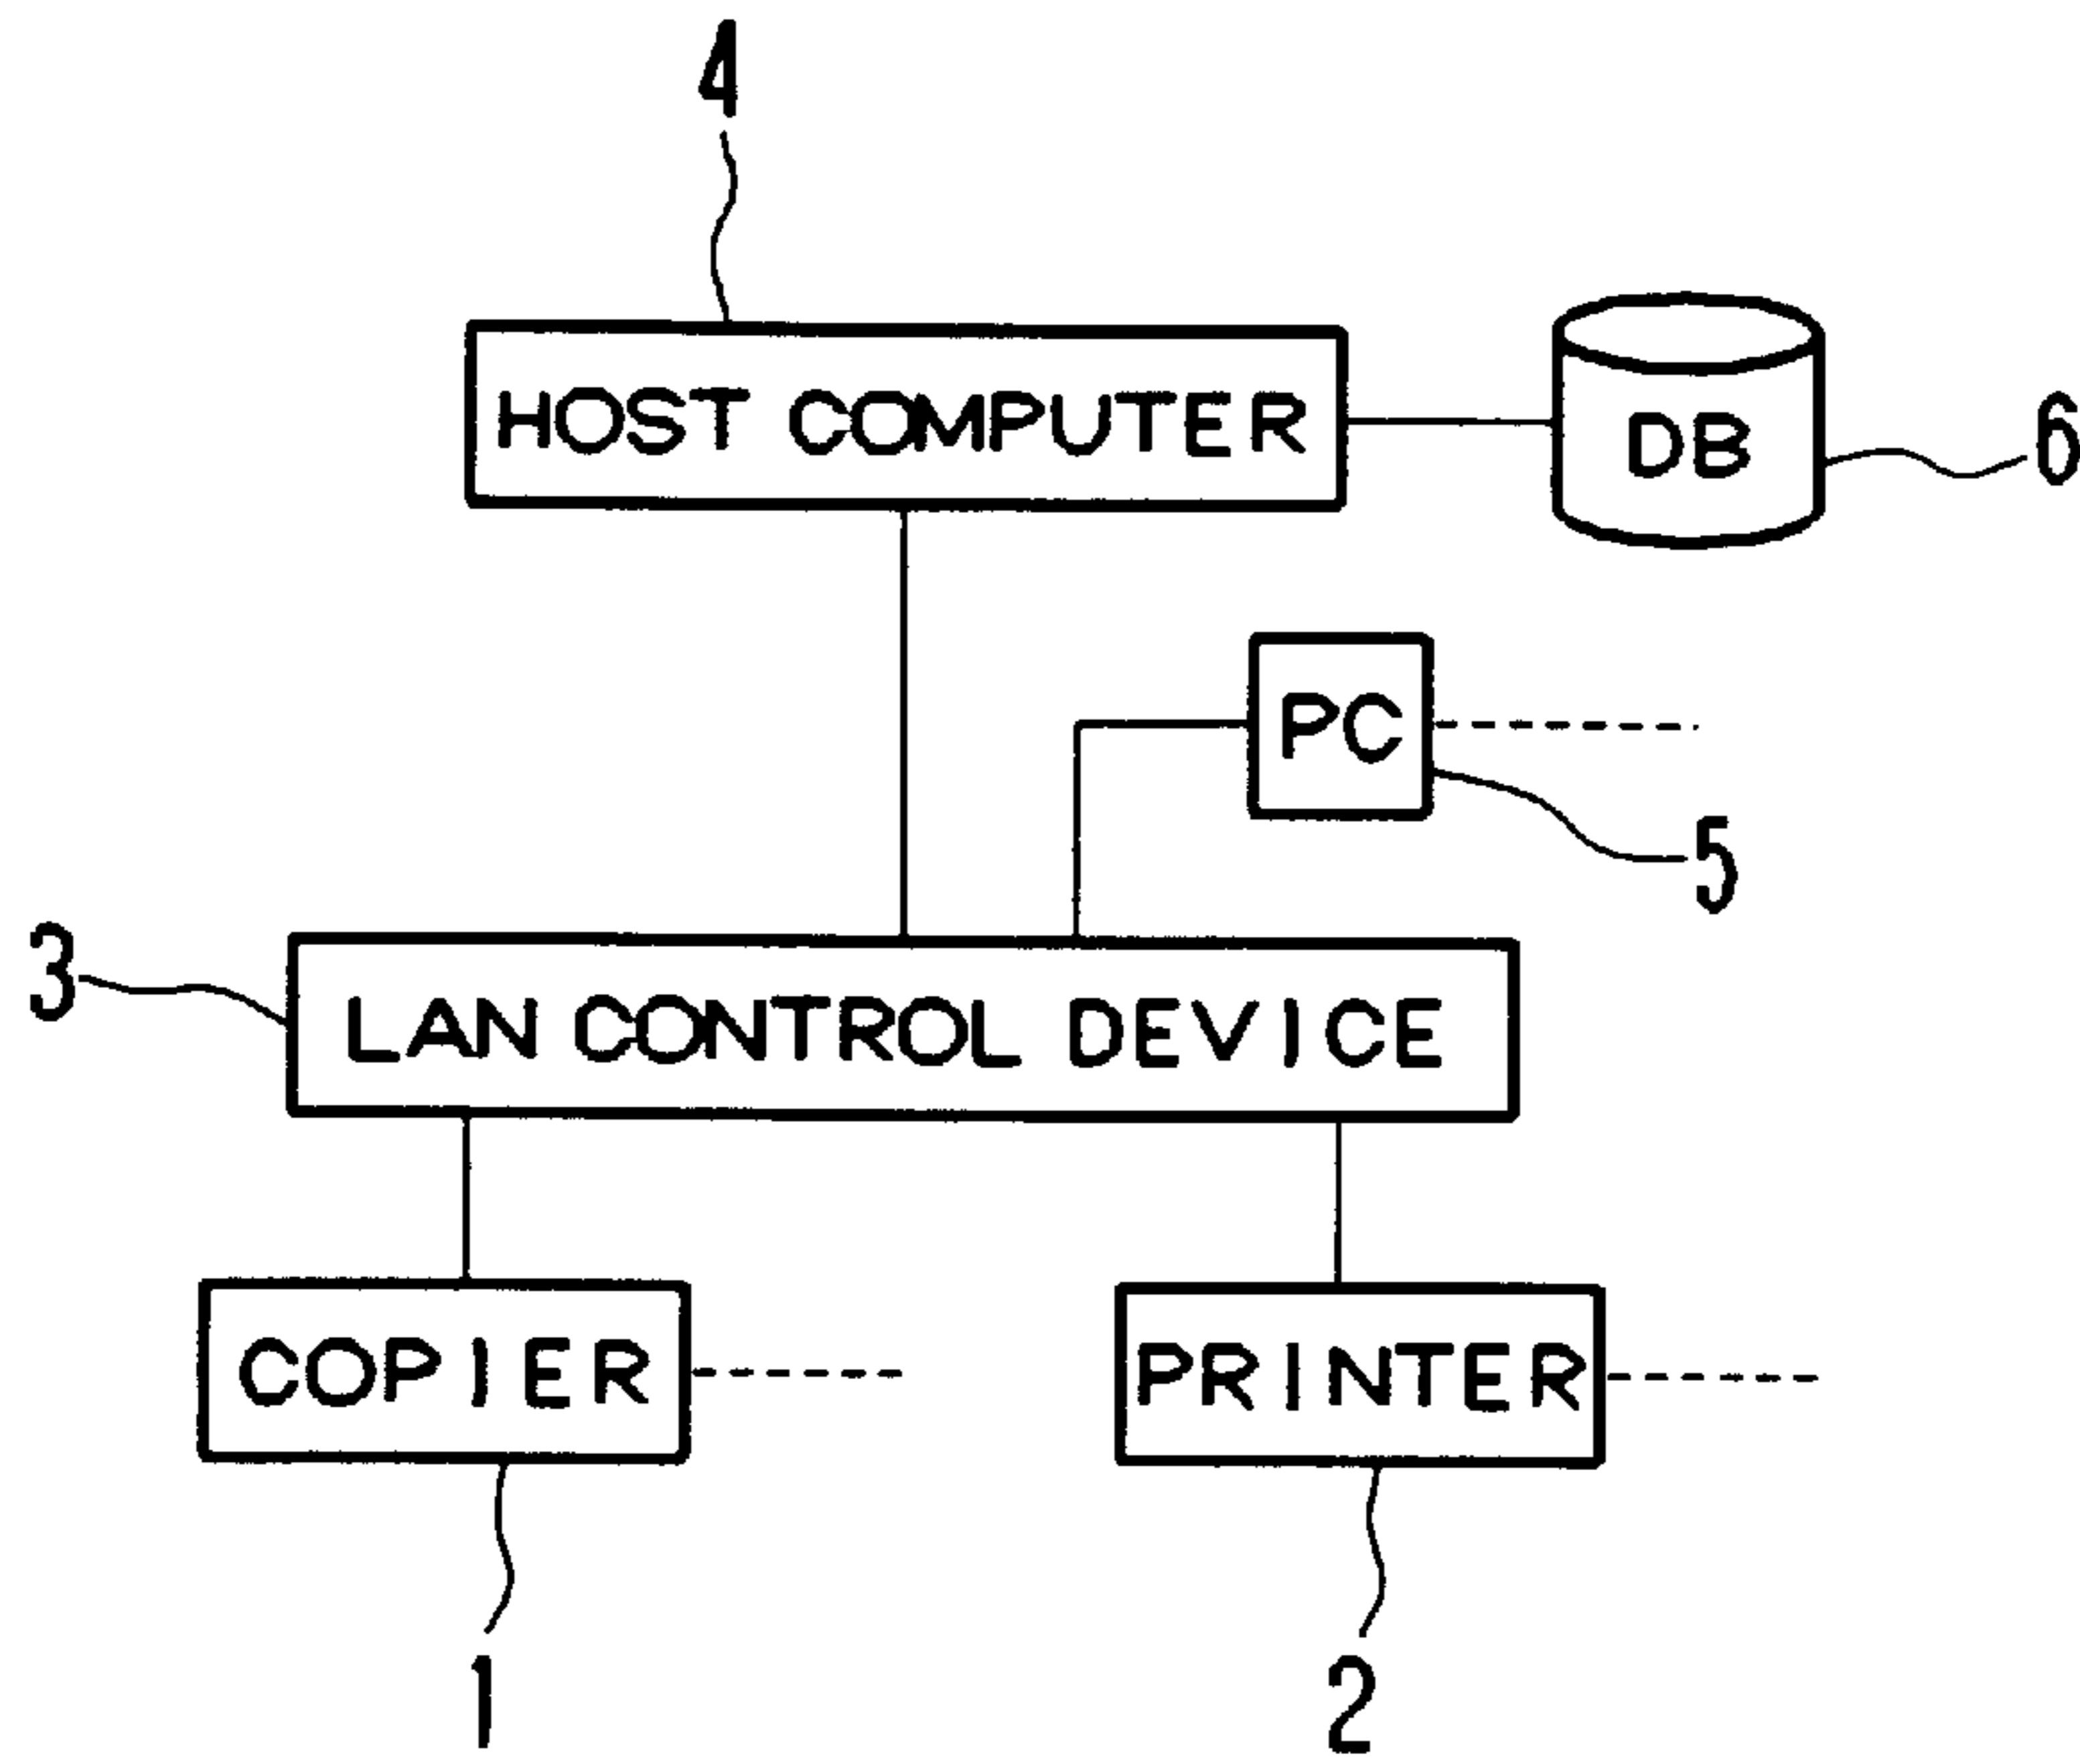 4
HOST COMPUTER
DB
6
PC
5
3
LAN CONTROL DEVICE
COPIER
PRINTER
1
2